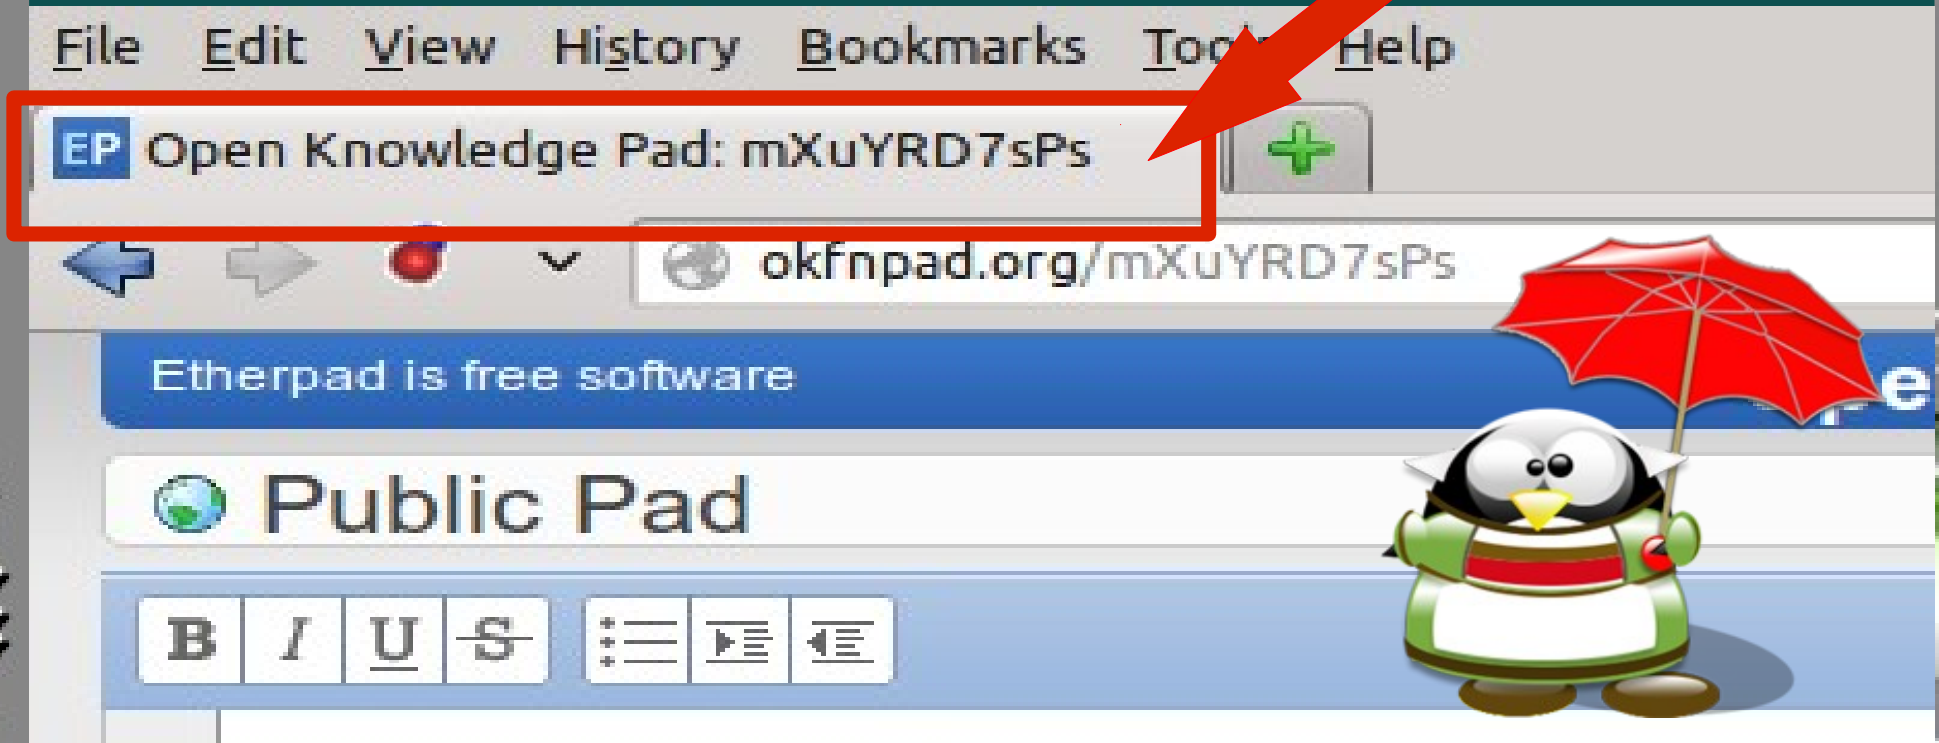 File Edit View History Bookmarks Help
EP Open Knowledge Pad: mXuYRD7sPs
okfnpad.org/mXuYRD7sPs
Etherpad is free software
Public Pad
B I U S